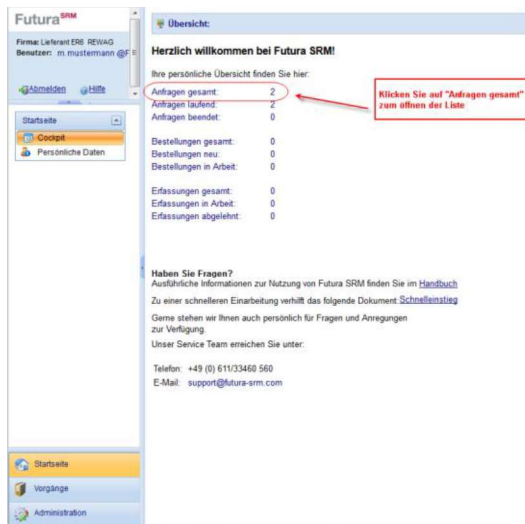 Futura SRM
Firma: Lieferant ER6 REWAG
Benutzer: m.mustermann @F
Abmelden Hilfe
Startseite
Cockpit
Persönliche Daten
Startseite
Vorgänge
Administration
Übersicht:
Herzlich willkommen bei Futura SRM!
Ihre persönliche Übersicht finden Sie hier:
Anfragen gesamt: 2
Anfragen laufend: 2
Anfragen beendet: 0
Bestellungen gesamt: 0
Bestellungen neu: 0
Bestellungen in Arbeit: 0
Erfassungen gesamt: 0
Erfassungen in Arbeit: 0
Erfassungen abgelehnt: 0
Klicken Sie auf "Anfragen gesamt"
zum öffnen der Liste
Haben Sie Fragen?
Ausführliche Informationen zur Nutzung von Futura SRM finden Sie im Handbuch
Zu einer schnelleren Einarbeitung verhilft das folgende Dokument Schnelleinstieg
Gerne stehen wir Ihnen auch persönlich für Fragen und Anregungen
zur Verfügung.
Unser Service Team erreichen Sie unter:
Telefon: +49 (0) 611/33460 560
E-Mail: support@futura-srm.com